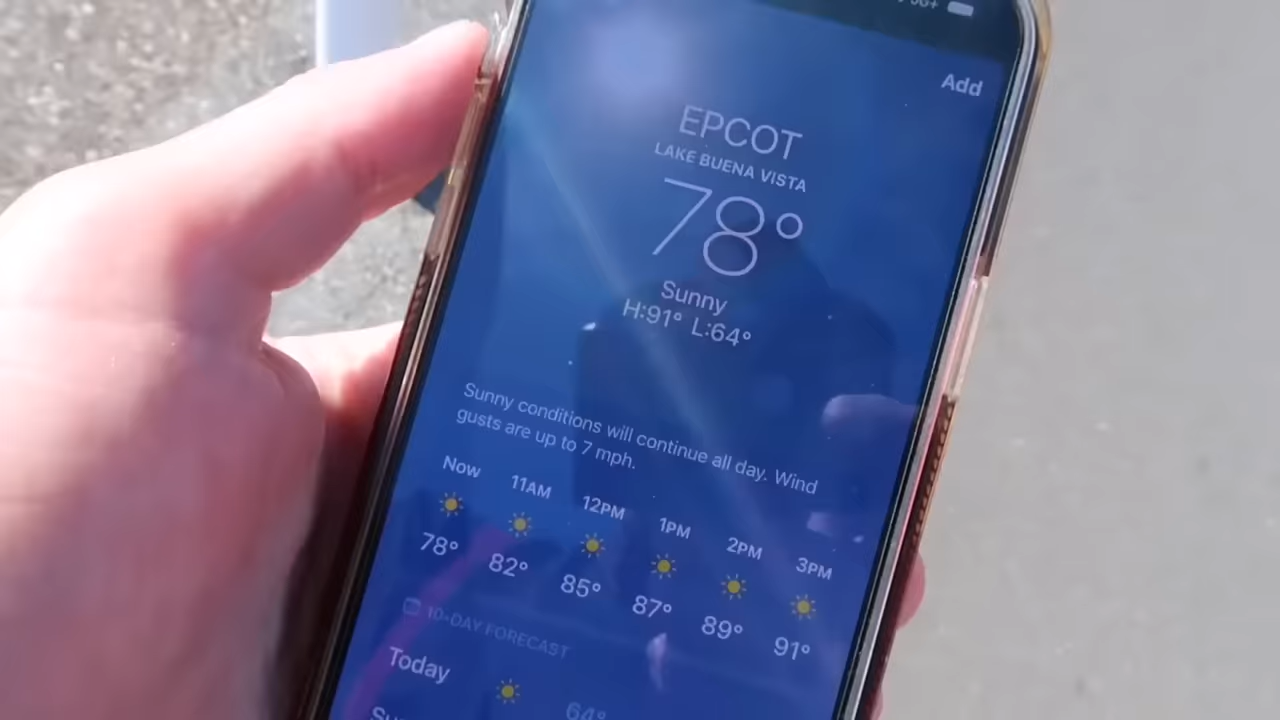 Add
EPCOT
LAKE BUENA VISTA
78°
Sunny
H:91° L:64°
Sunny conditions will continue all day. Wind
gusts are up to 7 mph.
Now 11AM 12PM 1PM 2PM 3PM
78° 82° 85° 87° 89° 91°
10-DAY FORECAST
Today 64°